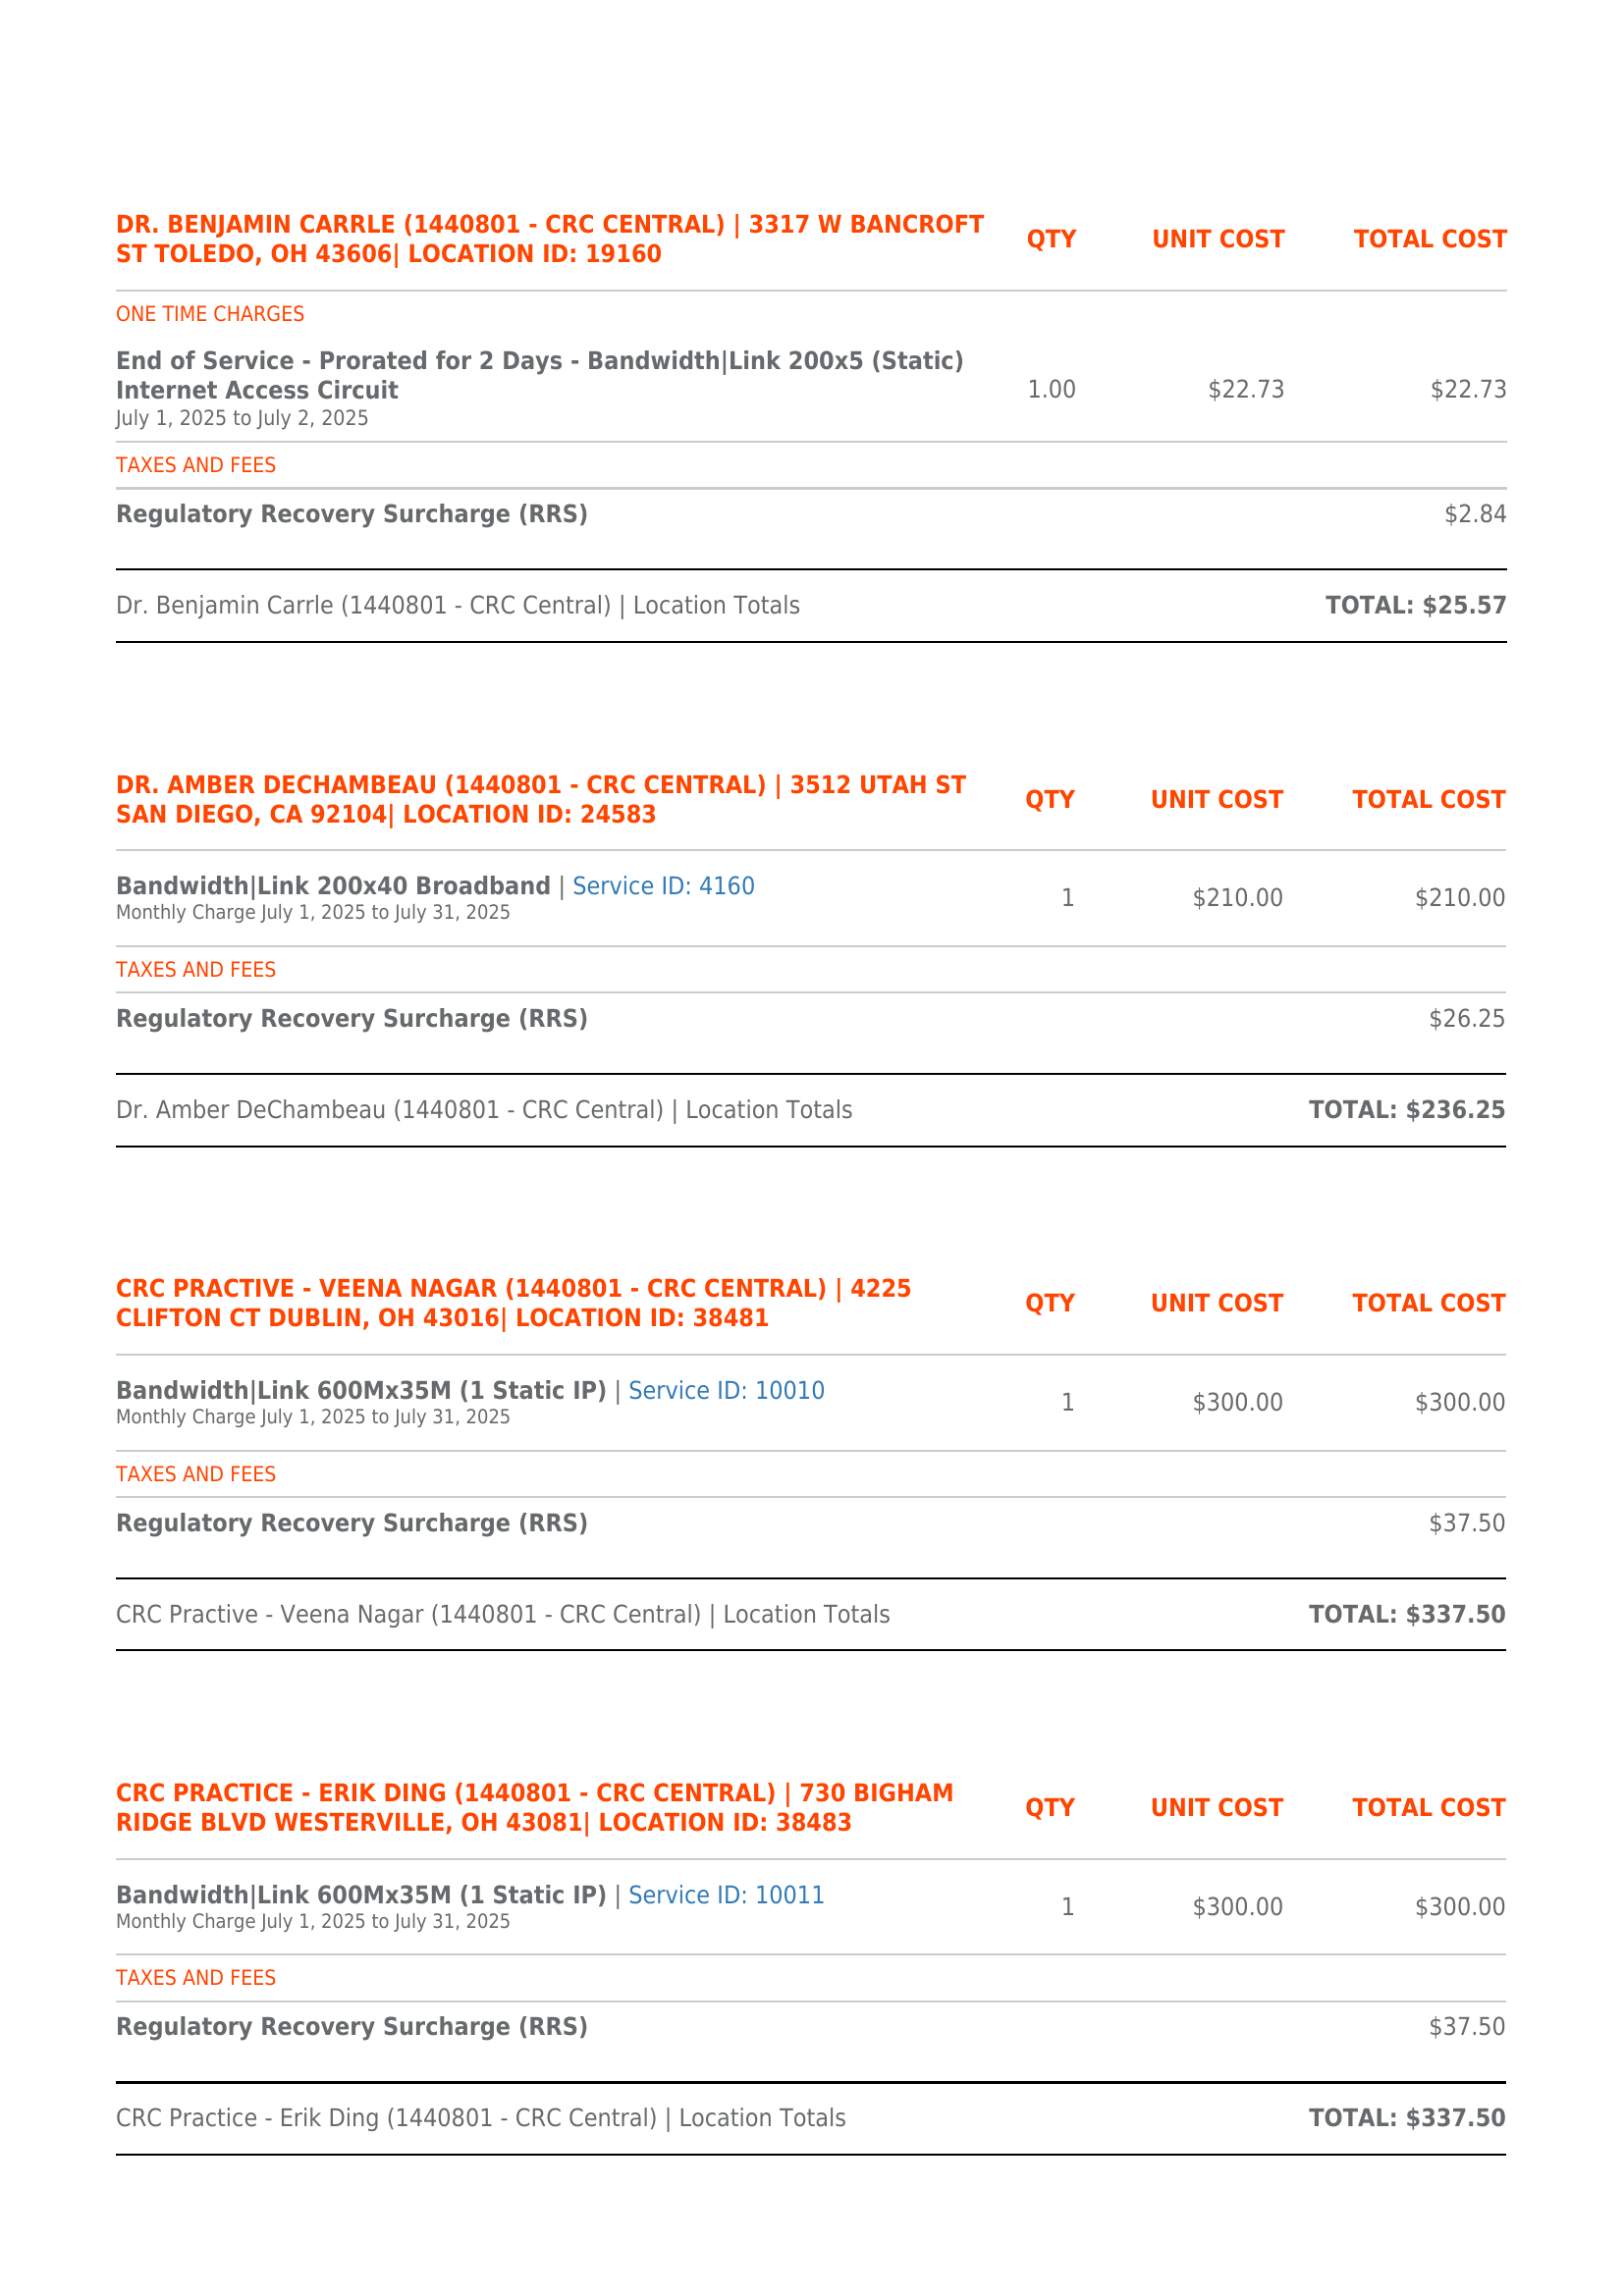 DR. BENJAMIN CARRLE (1440801 - CRC CENTRAL) | 3317 W BANCROFT
ST TOLEDO, OH 43606| LOCATION ID: 19160
QTY UNIT COST TOTAL COST
ONE TIME CHARGES
End of Service - Prorated for 2 Days - Bandwidth|Link 200x5 (Static)
Internet Access Circuit
July 1, 2025 to July 2, 2025
1.00 $22.73 $22.73
TAXES AND FEES
Regulatory Recovery Surcharge (RRS) $2.84
Dr. Benjamin Carrle (1440801 - CRC Central) | Location Totals TOTAL: $25.57
DR. AMBER DECHAMBEAU (1440801 - CRC CENTRAL) | 3512 UTAH ST
SAN DIEGO, CA 92104| LOCATION ID: 24583
QTY UNIT COST TOTAL COST
Bandwidth|Link 200x40 Broadband | Service ID: 4160
Monthly Charge July 1, 2025 to July 31, 2025
1 $210.00 $210.00
TAXES AND FEES
Regulatory Recovery Surcharge (RRS) $26.25
Dr. Amber DeChambeau (1440801 - CRC Central) | Location Totals TOTAL: $236.25
CRC PRACTIVE - VEENA NAGAR (1440801 - CRC CENTRAL) | 4225
CLIFTON CT DUBLIN, OH 43016| LOCATION ID: 38481
QTY UNIT COST TOTAL COST
Bandwidth|Link 600Mx35M (1 Static IP) | Service ID: 10010
Monthly Charge July 1, 2025 to July 31, 2025
1 $300.00 $300.00
TAXES AND FEES
Regulatory Recovery Surcharge (RRS) $37.50
CRC Practive - Veena Nagar (1440801 - CRC Central) | Location Totals TOTAL: $337.50
CRC PRACTICE - ERIK DING (1440801 - CRC CENTRAL) | 730 BIGHAM
RIDGE BLVD WESTERVILLE, OH 43081| LOCATION ID: 38483
QTY UNIT COST TOTAL COST
Bandwidth|Link 600Mx35M (1 Static IP) | Service ID: 10011
Monthly Charge July 1, 2025 to July 31, 2025
1 $300.00 $300.00
TAXES AND FEES
Regulatory Recovery Surcharge (RRS) $37.50
CRC Practice - Erik Ding (1440801 - CRC Central) | Location Totals TOTAL: $337.50